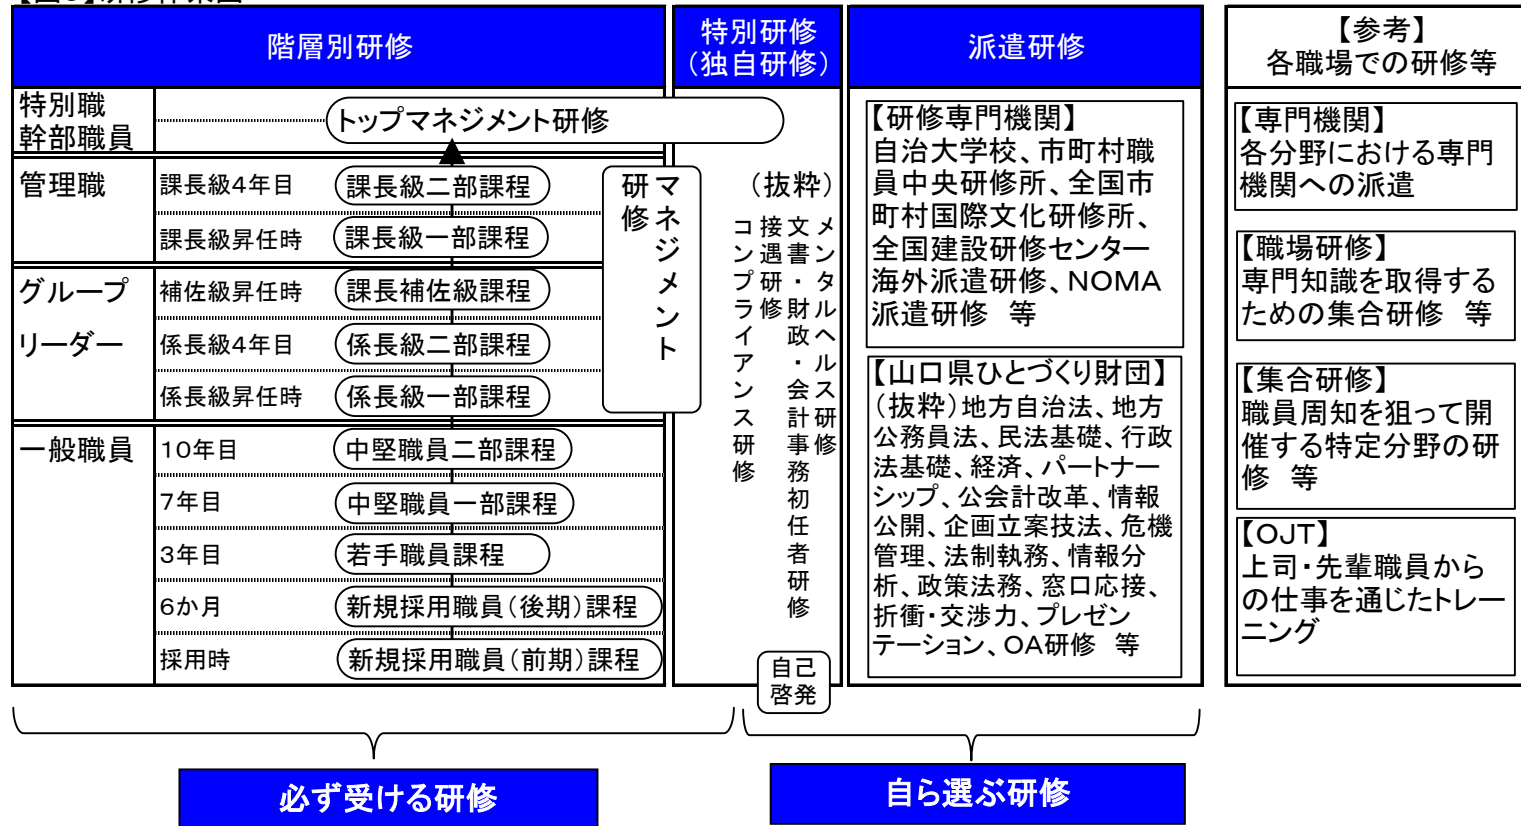 階層別研修
特別研修
（独自研修）
派遣研修
【参考】
各職場での研修等
特別職
幹部職員
トップマネジメント研修
管理職
課長級4年目
課長級二部課程
課長級昇任時
課長級一部課程
グループ
リーダー
補佐級昇任時
課長補佐級課程
係長級4年目
係長級二部課程
係長級昇任時
係長級一部課程
マネジメント
研修
一般職員
10年目
中堅職員二部課程
7年目
中堅職員一部課程
3年目
若手職員課程
6か月
新規採用職員（後期）課程
採用時
新規採用職員（前期）課程
（抜粋）
メンタルヘルス研修
文書・財政・会計事務初任者研修
接遇研修
コンプライアンス研修
自己
啓発
【研修専門機関】
自治大学校、市町村職
員中央研修所、全国市
町村国際文化研修所、
全国建設研修センター
海外派遣研修、NOMA
派遣研修　等
【山口県ひとづくり財団】
（抜粋）地方自治法、地方
公務員法、民法基礎、行政
法基礎、経済、パートナー
シップ、公会計改革、情報
公開、企画立案技法、危機
管理、法制執務、情報分
析、政策法務、窓口応接、
折衝・交渉力、プレゼン
テーション、OA研修　等
【専門機関】
各分野における専門
機関への派遣
【職場研修】
専門知識を取得する
ための集合研修　等
【集合研修】
職員周知を狙って開
催する特定分野の研
修　等
【OJT】
上司・先輩職員から
の仕事を通じたトレー
ニング
必ず受ける研修
自ら選ぶ研修